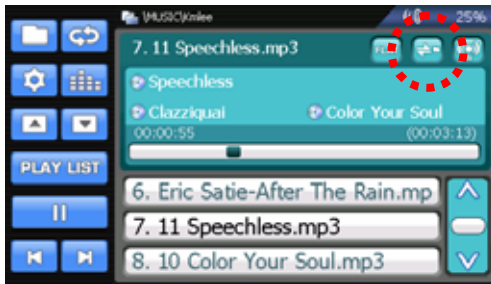 \MUSIC\Kmlee
25%
7. 11 Speechless.mp3
Speechless
Clazziquai
Color Your Soul
00:00:55
(00:03:13)
PLAY LIST
6. Eric Satie-After The Rain.mp
7. 11 Speechless.mp3
8. 10 Color Your Soul.mp3